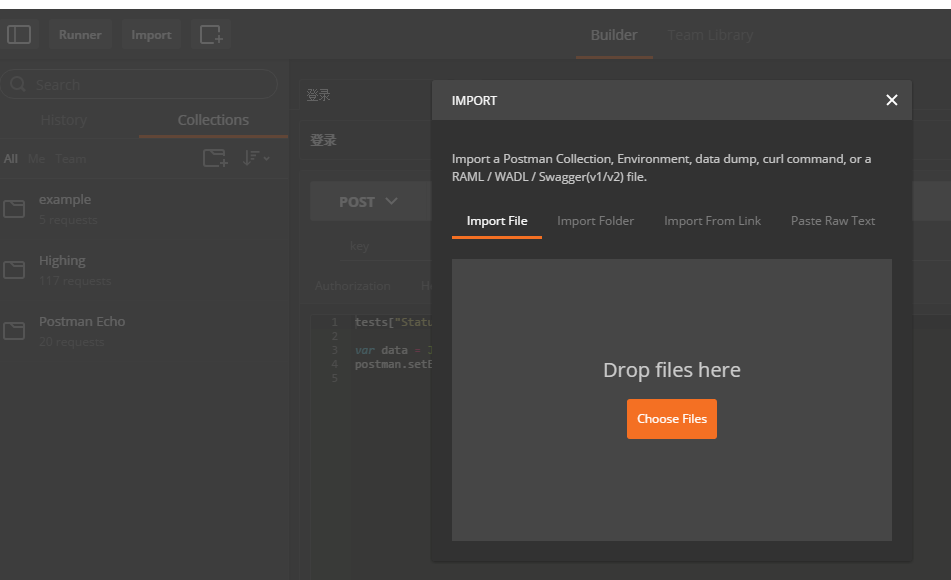 Runner
Import
Builder
Team Library
Search
History
Collections
All
Me
Team
example
5 requests
Highing
117 requests
Postman Echo
20 requests
登录
登录
POST
key
Authorization
1 tests["Statu
2
3 var data =
4 postman.setE
5
IMPORT
Import a Postman Collection, Environment, data dump, curl command, or a
RAML / WADL / Swagger(v1/v2) file.
Import File
Import Folder
Import From Link
Paste Raw Text
Drop files here
Choose Files